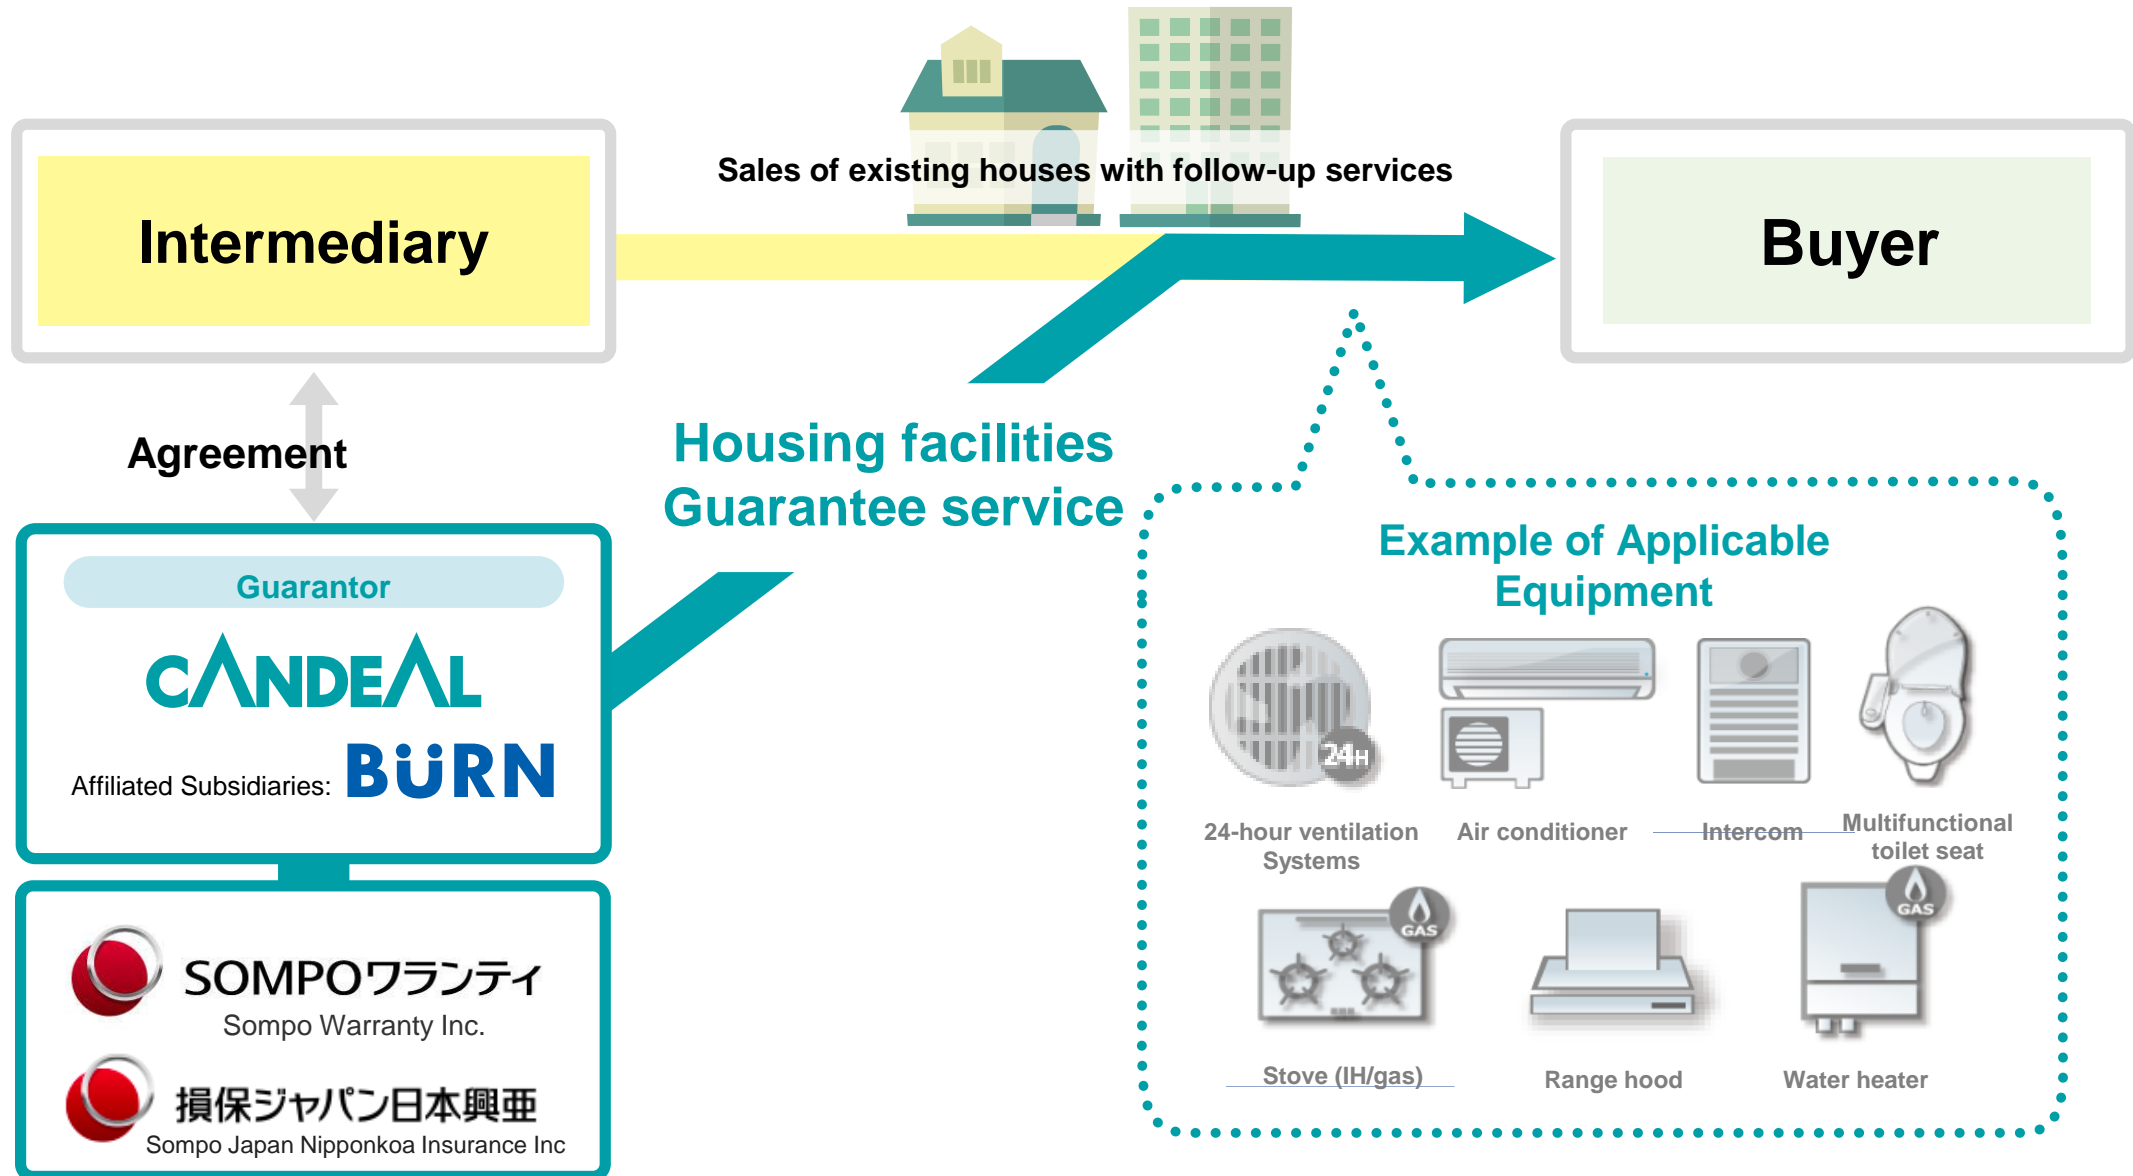 Sales of existing houses with follow-up services
Intermediary
Buyer
Agreement
Housing facilities
Guarantee service
Guarantor
CANDEAL
Affiliated Subsidiaries: BÜRN
SOMPOワランティ
Sompo Warranty Inc.
損保ジャパン日本興亜
Sompo Japan Nipponkoa Insurance Inc
Example of Applicable
Equipment
24H
24-hour ventilation
Systems
Air conditioner
Intercom
Multifunctional
toilet seat
GAS
GAS
Stove (IH/gas)
Range hood
Water heater